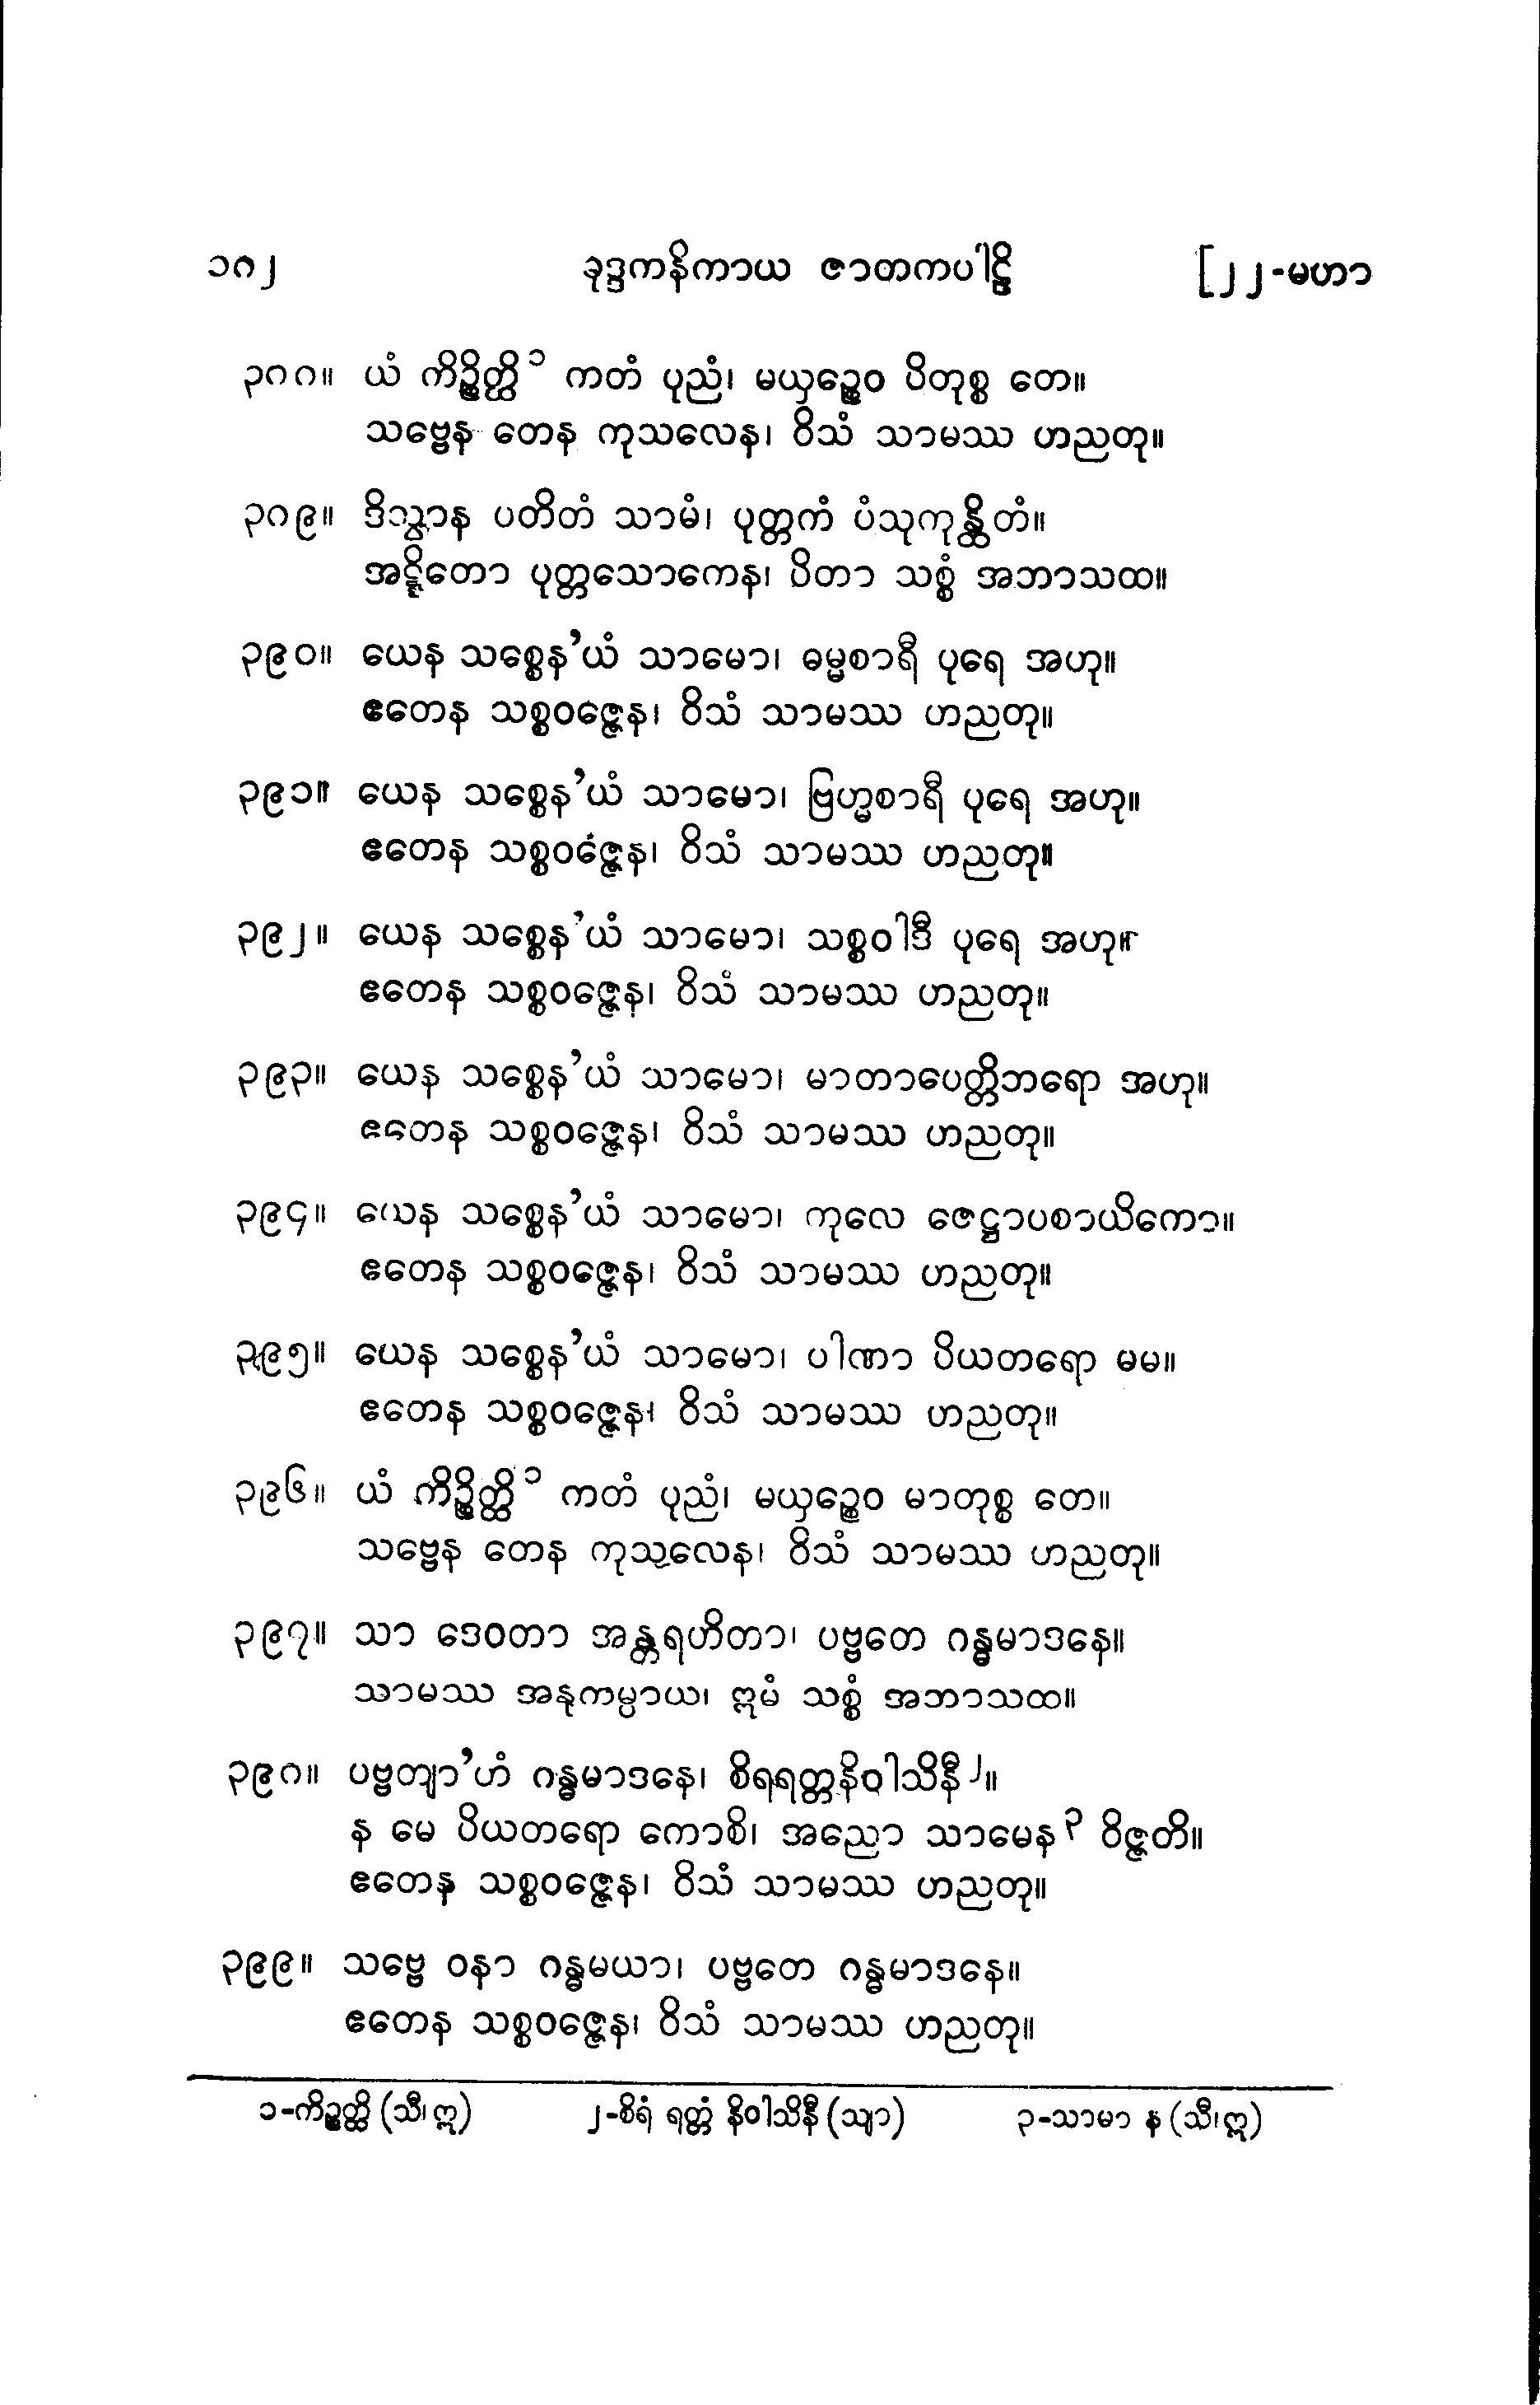 ၁၈၂ ခုဒ္ဒကနိကာယ ဇာတကပါဠိ [၂၂-မဟာ
၃၈၈။ ယံ ကိဉ္စိတ္ထိ၁ ကတံ ပုညံ၊ မယှဉ္စေဝ ပိတုစ္စ တေ။
သဗ္ဗေန တေန ကုသလေန၊ ဝိသံ သာမဿ ဟညတု။
၃၈၉။ ဒိသွာန ပတိတံ သာမံ၊ ပုတ္တကံ ပံသုကုန္ထိတံ။
အဋ္ဋိတော ပုတ္တသောကေန၊ ပိတာ သစ္စံ အဘာသထ။
၃၉၀။ ယေန သစ္စေန’ယံ သာမော၊ ဓမ္မစာရီ ပုရေ အဟု။
ဧတေန သစ္စဝဇ္ဇေန၊ ဝိသံ သာမဿ ဟညတု။
၃၉၁။ ယေန သစ္စေန’ယံ သာမော၊ ဗြဟ္မစာရီ ပုရေ အဟု။
ဧတေန သစ္စဝဇ္ဇေန၊ ဝိသံ သာမဿ ဟညတု။
၃၉၂။ ယေန သစ္စေန’ယံ သာမော၊ သစ္စဝါဒီ ပုရေ အဟု။
ဧတေန သစ္စဝဇ္ဇေန၊ ဝိသံ သာမဿ ဟညတု။
၃၉၃။ ယေန သစ္စေန’ယံ သာမော၊ မာတာပေတ္တိဘရော အဟု။
ဧတေန သစ္စဝဇ္ဇေန၊ ဝိသံ သာမဿ ဟညတု။
၃၉၄။ ယေန သစ္စေန’ယံ သာမော၊ ကုလေ ဇေဋ္ဌာပစာယိကော။
ဧတေန သစ္စဝဇ္ဇေန၊ ဝိသံ သာမဿ ဟညတု။
၃၉၅။ ယေန သစ္စေန’ယံ သာမော၊ ပါဏာ ပိယတရော မမ။
ဧတေန သစ္စဝဇ္ဇေန၊ ဝိသံ သာမဿ ဟညတု။
၃၉၆။ ယံ ကိဉ္စိတ္ထိ၁ ကတံ ပုညံ၊ မယှဉ္စေဝ မာတုစ္စ တေ။
သဗ္ဗေန တေန ကုသလေန၊ ဝိသံ သာမဿ ဟညတု။
၃၉၇။ သာ ဒေဝတာ အန္တရဟိတာ၊ ပဗ္ဗတေ ဂန္ဓမာဒနေ။
သာမဿ အနုကမ္ပာယ၊ ဣမံ သစ္စံ အဘာသထ။
၃၉၈။ ပဗ္ဗတျာ’ဟံ ဂန္ဓမာဒနေ၊ စိရရတ္တနိဝါသိနီ၂။
န မေ ပိယတရော ကောစိ၊ အညော သာမေန၃ ဝိဇ္ဇတိ။
ဧတေန သစ္စဝဇ္ဇေန၊ ဝိသံ သာမဿ ဟညတု။
၃၉၉။ သဗ္ဗေ ဝနာ ဂန္ဓမယာ၊ ပဗ္ဗတေ ဂန္ဓမာဒနေ။
ဧတေန သစ္စဝဇ္ဇေန၊ ဝိသံ သာမဿ ဟညတု။
၁-ကိဉ္စတ္ထိ (သီ၊ဣ) ၂-စိရံ ရတ္တံ နိဝါသိနီ (သျာ) ၃-သာမာ န (သီ၊ဣ)